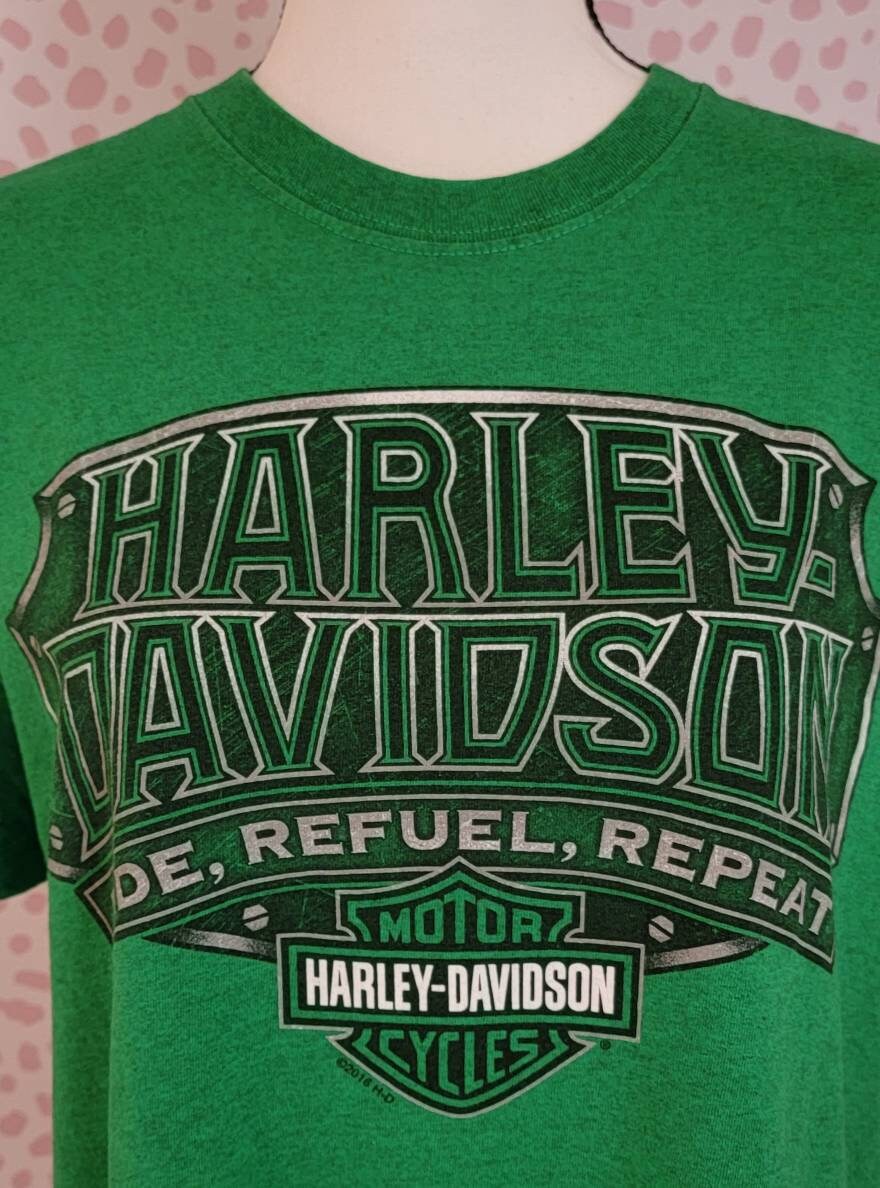 HARLEY-
DAVIDSON
DE, REFUEL, REPEAT
MOTOR
HARLEY-DAVIDSON
CYCLES
®
©2016 H-D